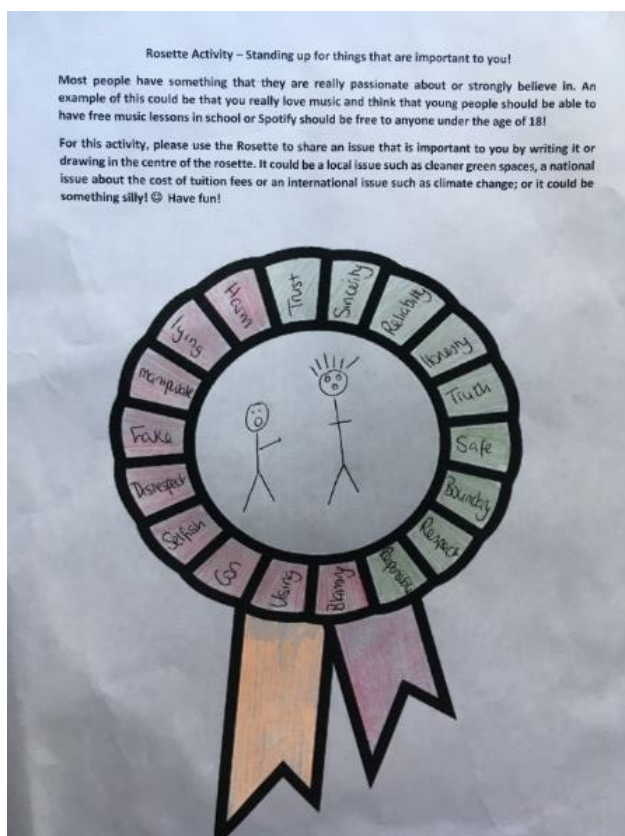 Rosette Activity – Standing up for things that are important to you!
Most people have something that they are really passionate about or strongly believe in. An
example of this could be that you really love music and think that young people should be able to
have free music lessons in school or Spotify should be free to anyone under the age of 18!
For this activity, please use the Rosette to share an issue that is important to you by writing it or
drawing in the centre of the rosette. It could be a local issue such as cleaner green spaces, a national
issue about the cost of tuition fees or an international issue such as climate change; or it could be
something silly! ☺ Have fun!
Trust
Sincerity
Reliability
Honesty
Truth
Safe
Boundary
Respect
Blaming
Using
Con
Selfish
Disrespect
Fake
Lying
Harm